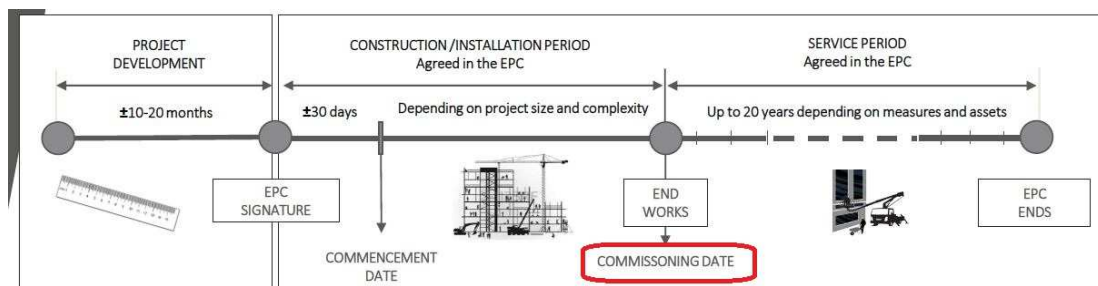 PROJECT
DEVELOPMENT
CONSTRUCTION /INSTALLATION PERIOD
Agreed in the EPC
SERVICE PERIOD
Agreed in the EPC
±10-20 months
±30 days
Depending on project size and complexity
Up to 20 years depending on measures and assets
EPC
SIGNATURE
END
WORKS
EPC
ENDS
COMMENCEMENT
DATE
COMMISSONING DATE